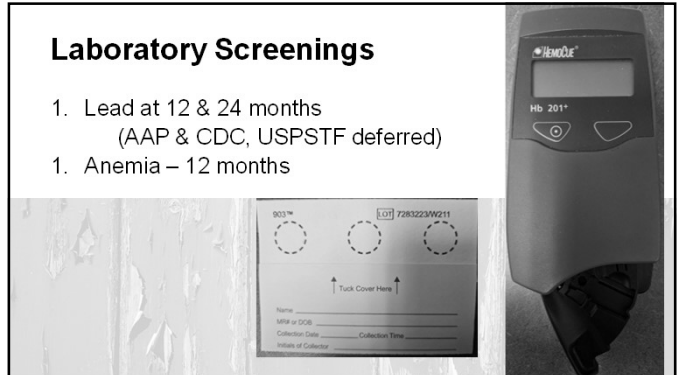 Laboratory Screenings
1. Lead at 12 & 24 months
(AAP & CDC, USPSTF deferred)
1. Anemia – 12 months
HemoCue®
Hb 201+
903™ LOT 7283223/W211
Tuck Cover Here
Name
MR# or DOB
Collection Date Collection Time
Initials of Collector